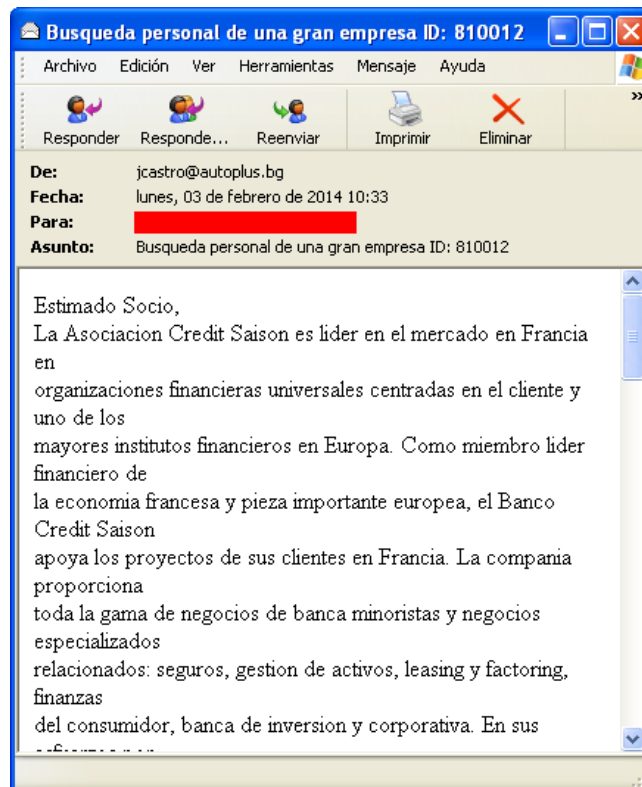 Busqueda personal de una gran empresa ID: 810012
Archivo Edición Ver Herramientas Mensaje Ayuda
Responder Responde... Reenviar Imprimir Eliminar
De: jcastro@autoplus.bg
Fecha: lunes, 03 de febrero de 2014 10:33
Para:
Asunto: Busqueda personal de una gran empresa ID: 810012
Estimado Socio,
La Asociacion Credit Saison es lider en el mercado en Francia
en
organizaciones financieras universales centradas en el cliente y
uno de los
mayores institutos financieros en Europa. Como miembro lider
financiero de
la economia francesa y pieza importante europea, el Banco
Credit Saison
apoya los proyectos de sus clientes en Francia. La compania
proporciona
toda la gama de negocios de banca minoristas y negocios
especializados
relacionados: seguros, gestion de activos, leasing y factoring,
finanzas
del consumidor, banca de inversion y corporativa. En sus